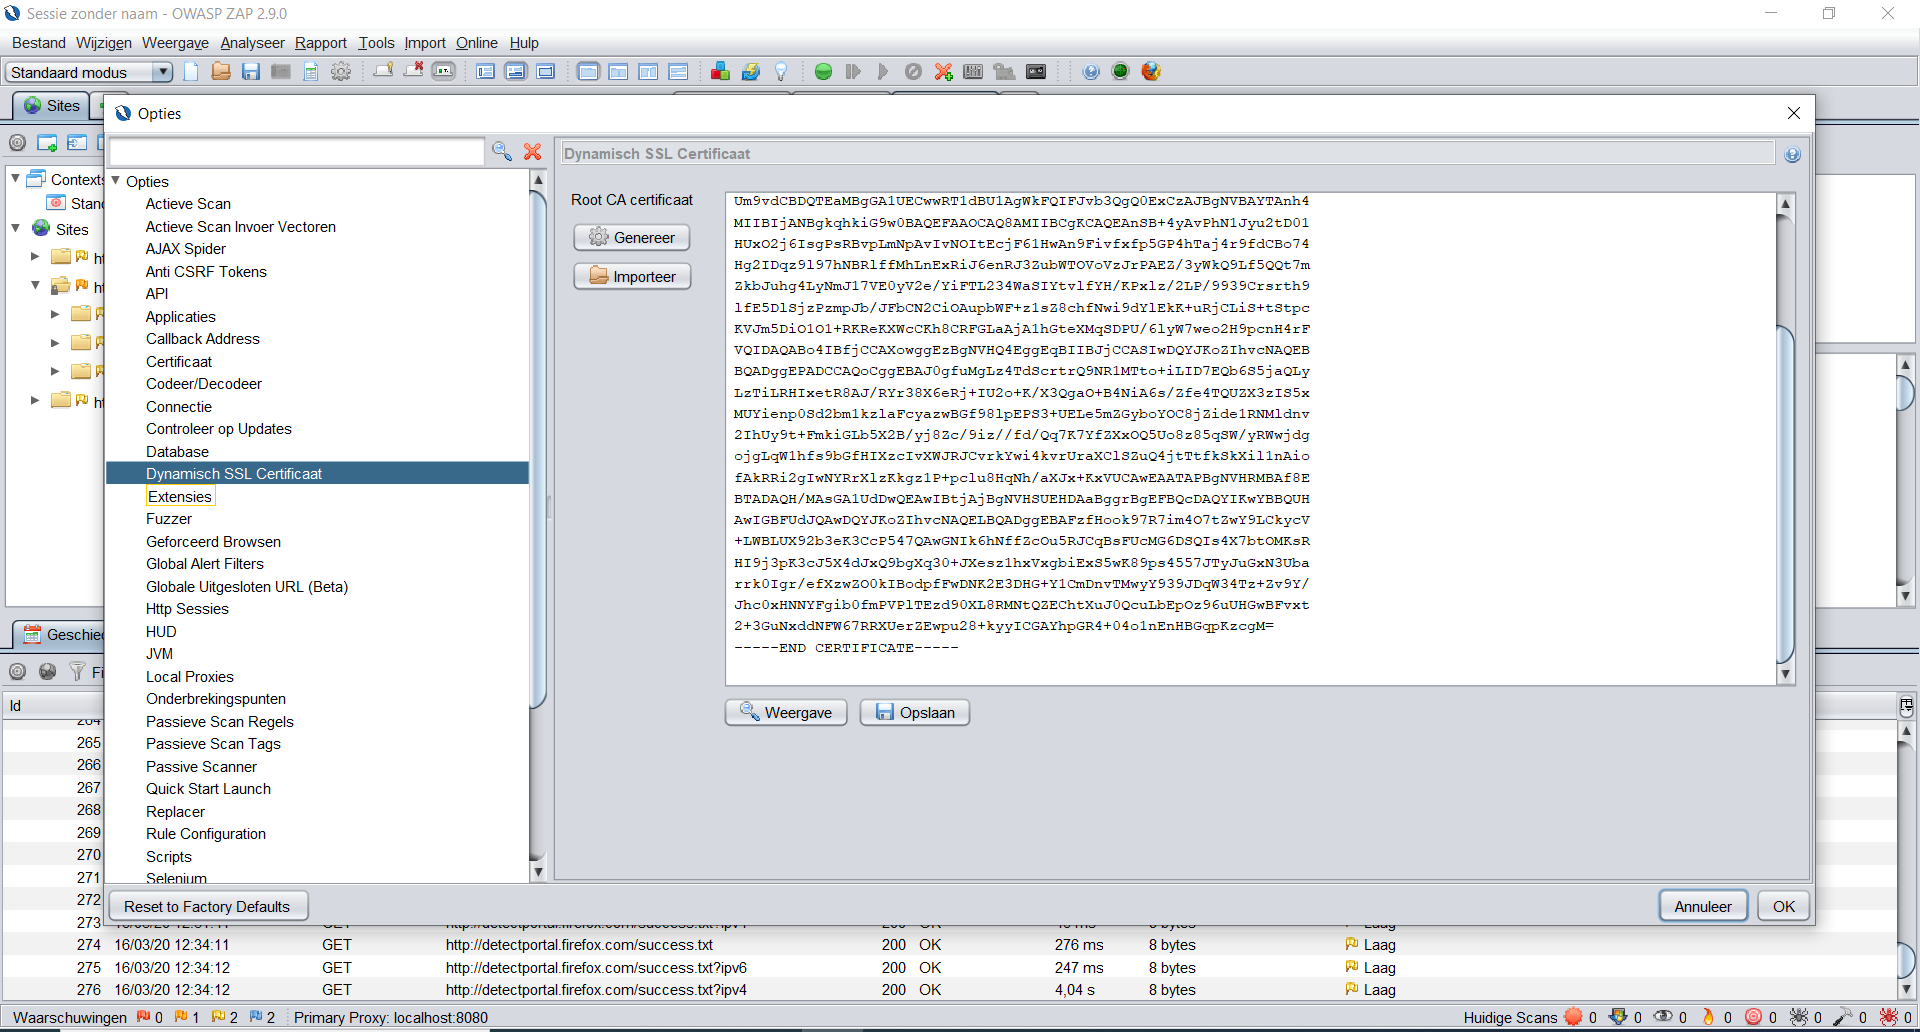 Sessie zonder naam - OWASP ZAP 2.9.0
Bestand Wijzigen Weergave Analyseer Rapport Tools Import Online Help
Standaard modus
Sites
Opties
Dynamisch SSL Certificaat
Contexts
Sites
Opties
Actieve Scan
Actieve Scan Invoer Vectoren
AJAX Spider
Anti CSRF Tokens
API
Applicaties
Callback Address
Certificaat
Codeer/Decodeer
Connectie
Controleer op Updates
Database
Dynamisch SSL Certificaat
Extensies
Fuzzer
Geforceerd Browsen
Global Alert Filters
Globale Uitgesloten URL (Beta)
Http Sessies
HUD
JVM
Local Proxies
Onderbrekingspunten
Passieve Scan Regels
Passieve Scan Tags
Passive Scanner
Quick Start Launch
Replacer
Rule Configuration
Scripts
Selenium
Root CA certificaat
Genereer
Importeer
Um9vdCBDQTEaMBgGA1UECwwRT1dBU1AgWkFQIFJvb3QgQ0ExCzAJBgNVBAYTAnh4
MIIBIjANBgkqhkiG9w0BAQEFAAOCAQ8AMIIBCgKCAQEAnSB+4yAvPhN1Jyu2tD01
HUxO2j6IsgPsRBvpLmNpAvIvNOItEcjF61HwAn9Fivfxfp5GP4hTaj4r9fdCBo74
Hg2IDqz9l97hNBRlffMhLnExRiJ6enRJ3ZubWTOVoVzJrPAEZ/3yWkQ9Lf5QQt7m
ZkbJuhg4LyNmJ17VE0yV2e/YiFTL234WaSIYtvlfYH/KPxlz/2LP/9939Crsrth9
lfE5DlSjzPzmpJb/JFbCN2CiOAupbWF+z1sZ8chfNwi9dYlEkK+uRjCLiS+tStpc
KVJm5DiO1O1+RKReKXWcCKh8CRFGLaAjA1hGteXMqSDPU/6lyW7weo2H9pcnH4rF
VQIDAQABo4IBfjCCAXowggEzBgNVHQ4EggEqBIIBJjCCASIwDQYJKoZIhvcNAQEB
BQADggEPADCCAQoCggEBAJ0gfuMgLz4TdScrtrQ9NR1MTto+iLID7EQb6S5jaQLy
LzTiLRHIxetR8AJ/RYr38X6eRj+IU2o+K/X3QgaO+B4NiA6s/Zfe4TQUZX3zIS5x
MUYienp0Sd2bm1kzlaFcyazwBGf98lpEPS3+UELe5mZGyboYOC8jZide1RNMldnv
2IhUy9t+FmkiGLb5X2B/yj8Zc/9iz//fd/Qq7K7YfZXxOQ5Uo8z85qSW/yRWwjdg
ojgLqW1hfs9bGfHIXzcIvXWJRJCvrkYwi4kvrUraXClSZuQ4jtTtfkSkXil1nAio
fAkRRi2gIwNYRrXlzKkgz1P+pclu8HqNh/aXJx+KxVUCAwEAATAPBgNVHRMBAf8E
BTADAQH/MAsGA1UdDwQEAwIBtjAjBgNVHSUEHDAaBggrBgEFBQcDAQYIKwYBBQUH
AwIGBFUdJQAwDQYJKoZIhvcNAQELBQADggEBAFzfHook97R7im4O7tZwY9LCkycV
+LWBLUX92b3eK3CcP547QAwGNIk6hNffZcOu5RJCqBsFUcMG6DSQIs4X7btOMKsR
HI9j3pK3cJ5X4dJxQ9bgXq30+JXesz1hxVxgbiExS5wK89ps4557JTyJuGxN3Uba
rrk0Igr/efXzwZO0kIBodpfFwDNK2E3DHG+Y1CmDnvTMwyY939JDqW34Tz+Zv9Y/
Jhc0xHNNYFgib0fmPVPlTEzd90XL8RMNtQZEChtXuJ0QcuLbEpOz96uUHGwBFvxt
2+3GuNxddNFW67RRXUerZEwpu28+kyyICGAYhpGR4+04o1nEnHBGqpKzcgM=
-----END CERTIFICATE-----
Weergave
Opslaan
Reset to Factory Defaults
Annuleer
OK
Id
265
266
267
268
269
270
271
272
273
274 16/03/20 12:34:11 GET http://detectportal.firefox.com/success.txt 200 OK 276 ms 8 bytes Laag
275 16/03/20 12:34:12 GET http://detectportal.firefox.com/success.txt?ipv6 200 OK 247 ms 8 bytes Laag
276 16/03/20 12:34:12 GET http://detectportal.firefox.com/success.txt?ipv4 200 OK 4,04 s 8 bytes Laag
Waarschuwingen 0 1 2 2 Primary Proxy: localhost:8080
Huidige Scans 0 0 0 0 0 0 0 0